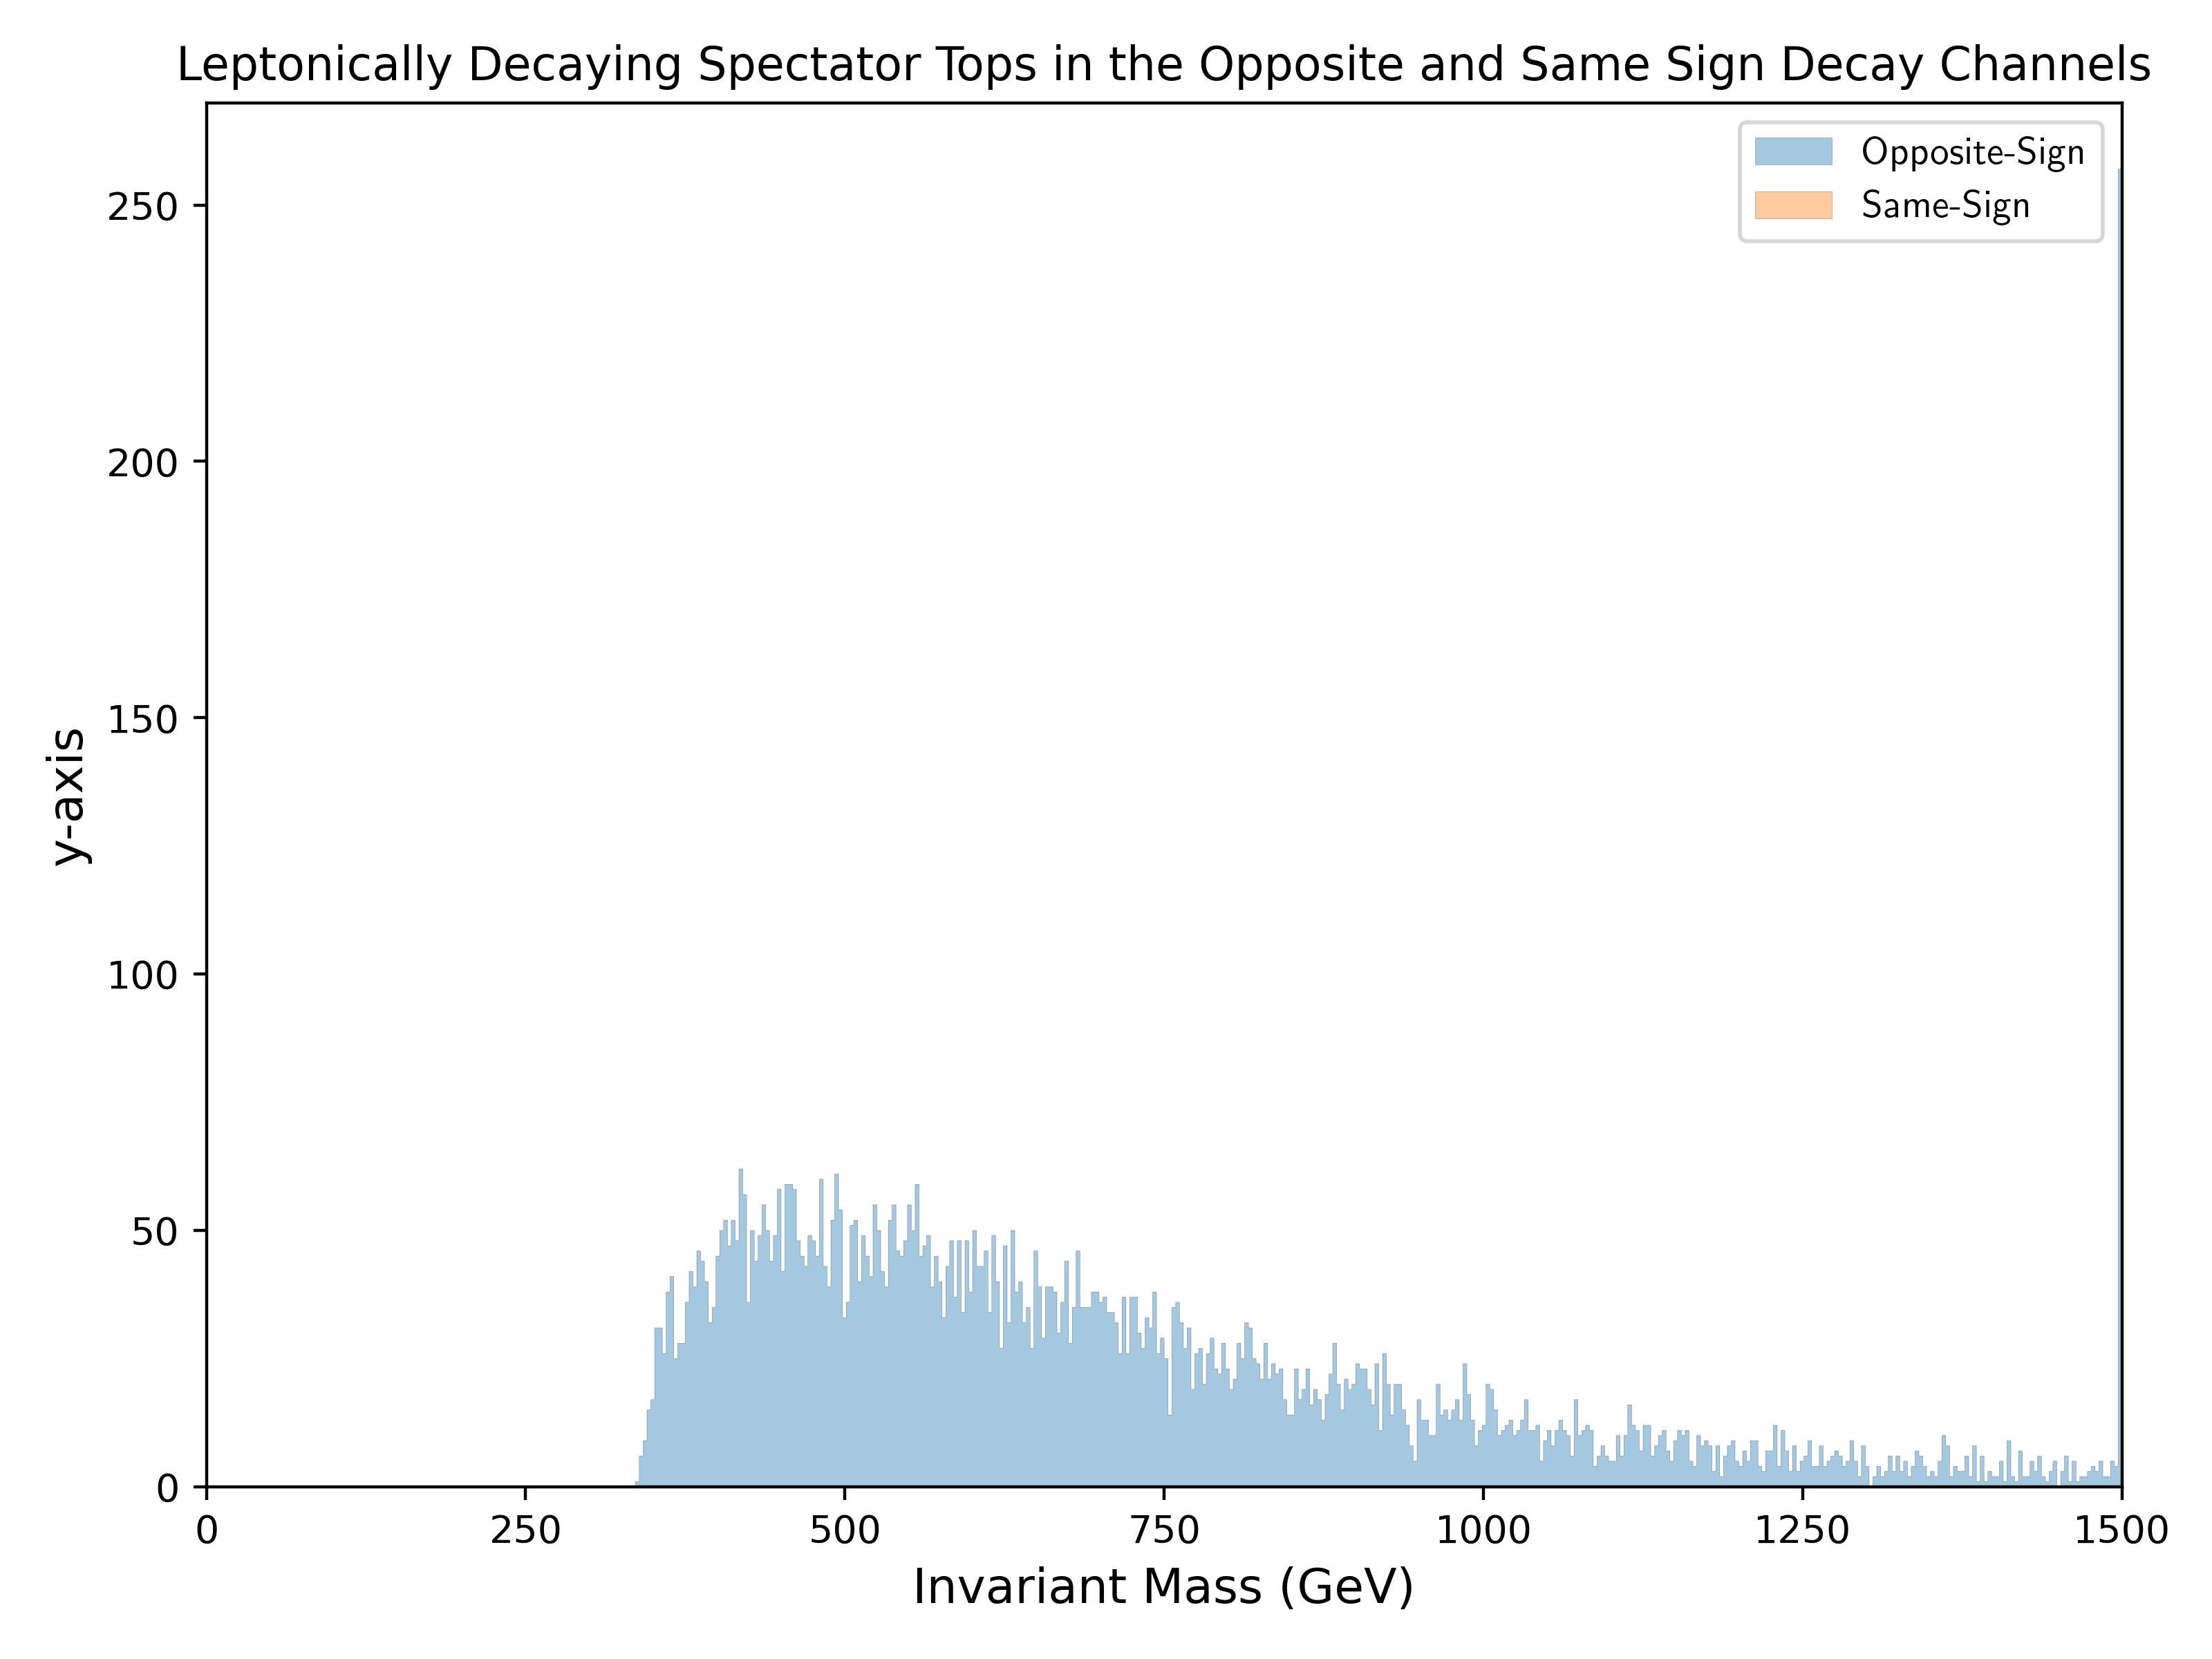 Leptonically Decaying Spectator Tops in the Opposite and Same Sign Decay Channels
Opposite-Sign
Same-Sign
250
200
150
100
50
0
y-axis
0 250 500 750 1000 1250 1500
Invariant Mass (GeV)